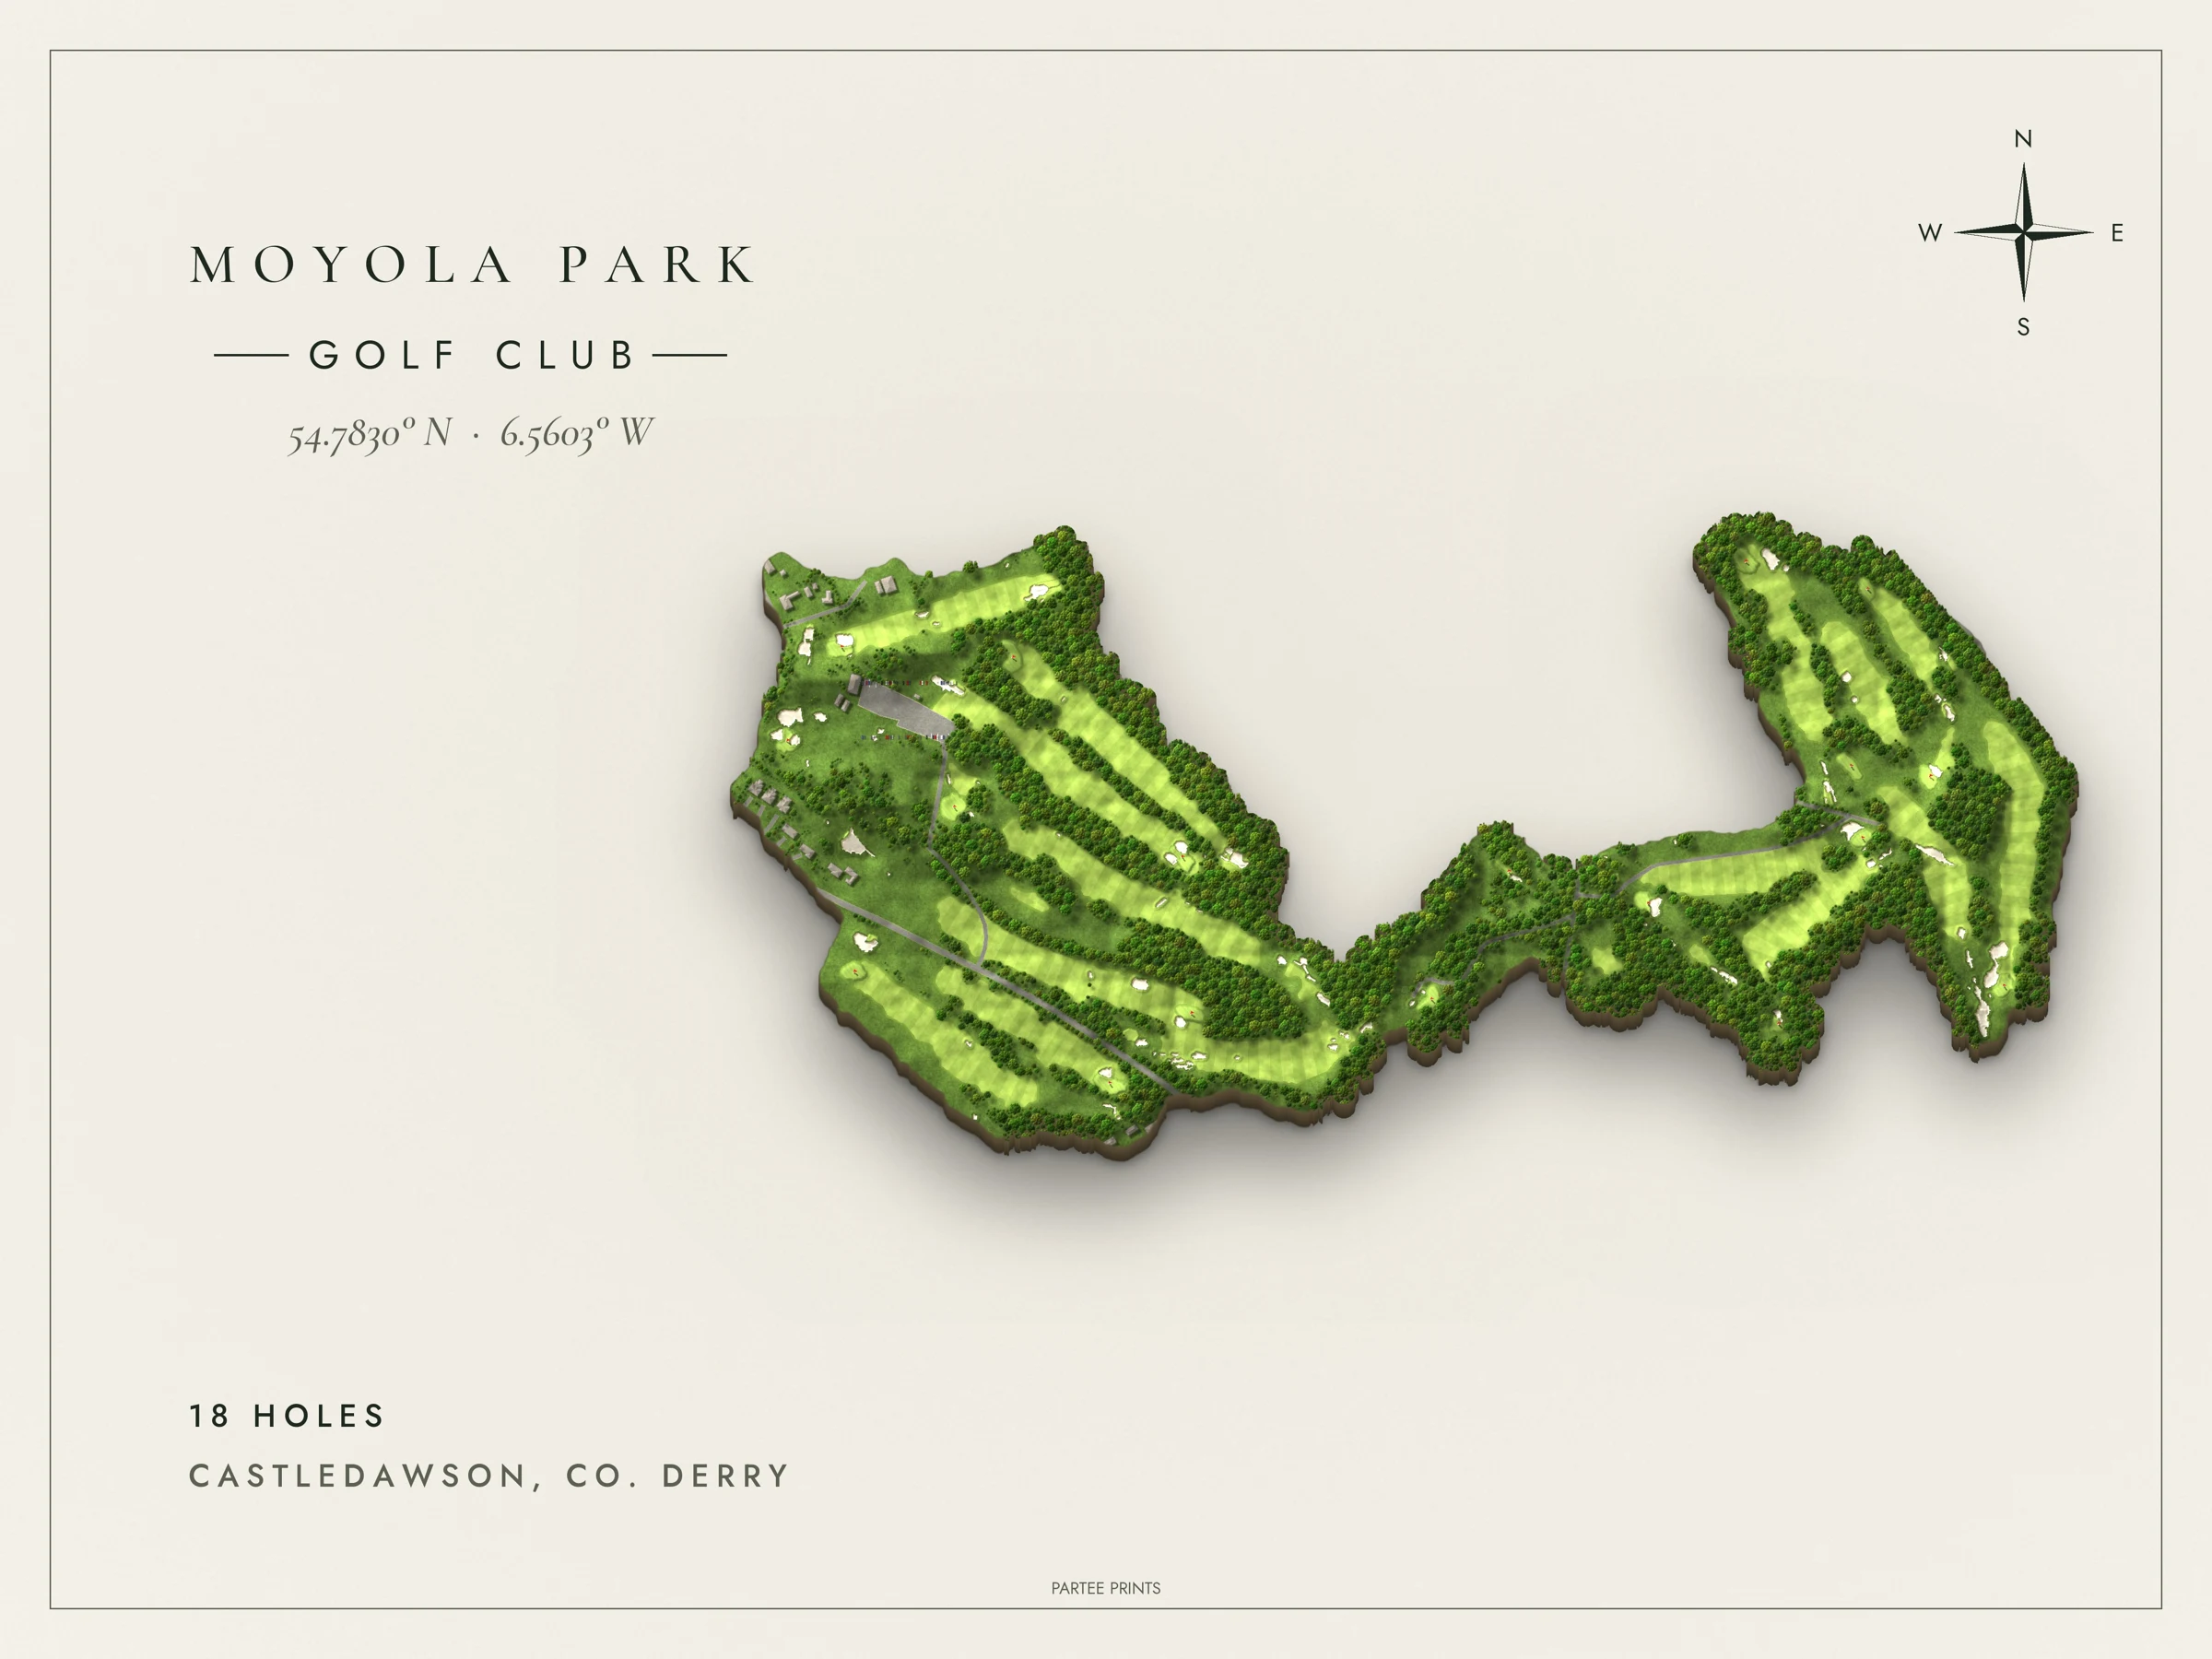 N
W E
S
MOYOLA PARK
GOLF CLUB
54.7830° N · 6.5603° W
18 HOLES
CASTLEDAWSON, CO. DERRY
PARTEE PRINTS